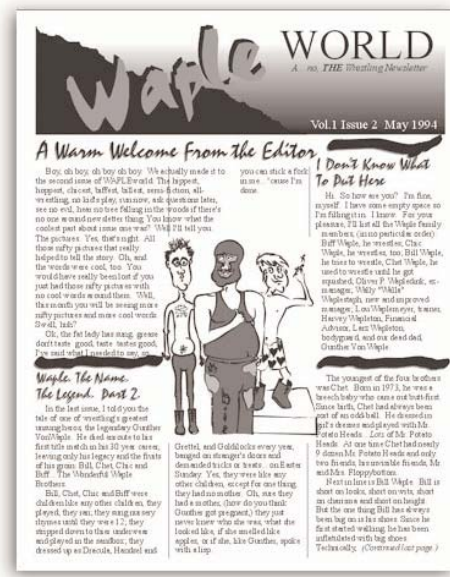 Waple WORLD
A... no, THE Wrestling Newsletter
Vol.1 Issue 2 May 1994
A Warm Welcome From the Editor
Boy, oh boy, oh boy oh boy. We actually made it to
the second issue of WAPLEworld. The hippest,
hoppest, chicest, biffest, billest, semi-fiction, all-
wrestling, no kid's play, run now, ask questions later,
see no evil, hear no tree falling in the woods if there's
no one around newsletter thing. You know what the
coolest part about issue one was? Well I'll tell you.
The pictures. Yes, that's right. All
those nifty pictures that really
helped to tell the story. Oh, and
the words were cool, too. You
would have really been lost if you
just had those nifty pictures with
no cool words around them. Well,
this month you will be seeing more
nifty pictures and more cool words.
Swell, huh?
Ok, the fat lady has sung, grease
don't taste good, taste tastes good,
I've said what I needed to say, so
you can stick a fork
in me... 'cause I'm
done.
I Don't Know What
To Put Here
Hi. So how are you? I'm fine,
myself. I have some empty space so
I'm filling it in. I know. For your
pleasure, I'll list all the Waple Family
members, (in no particular order)
Biff Waple, he wrestles, Chic
Waple, he wrestles, too, Bill Waple,
he tries to wrestle, Chet Waple, he
used to wrestle until he got
squashed, Oliver P. Wapledink, ex-
manager, Wally "Walla"
Waplestaph, new and improved
manager, Lou Waplemeyer, trainer,
Harvey Wapleton, Financial
Advisor, Lars Wapleton,
bodyguard, and our dead dad,
Gunther Von Waple.
Waple. The Name.
The Legend. Part 2.
In the last issue, I told you the
tale of one of wrestling's greatest
unsung heros, the legendary Gunther
VonWaple. He died enroute to his
first title match in his 30 year career,
leaving only his legacy and the fruits
of his groin: Bill, Chet, Chic and
Biff... The Wonderful Waple
Brothers.
Bill, Chet, Chic and Biff were
children like any other children, they
played, they ran, they sung nursery
rhymes until they were 12, they
stripped down to their underwear
and played in the sandbox, they
dressed up as Dracula, Hansel and
Grettel, and Goldilocks every year,
banged on stranger's doors and
demanded tricks or treats... on Easter
Sunday. Yes, they were like any
other children, except for one thing,
they had no mother. Oh, sure they
had a mother, (how do you think
Gunther got pregnant,) they just
never knew who she was, what she
looked like, if she smelled like
apples, or if she, like Gunther, spoke
with a lisp.
The youngest of the four brothers
was Chet. Born in 1973, he was a
breech baby who came out butt-first.
Since birth, Chet had always been
sort of an odd ball. He dressed in
girl's dresses and played with Mr.
Potato Heads. Lots of Mr. Potato
Heads. At one time Chet had nearly
9 dozen Mr. Potato Heads and only
two friends, his invisible friends, Mr.
and Mrs. Floppybottom.
Next in line is Bill Waple. Bill is
short on looks, short on wits, short
on charisma and short on height.
But the one thing Bill has always
been big on is his shoes. Since he
first started walking, he has been
infatuated with big shoes.
Technically, (Continued last page.)